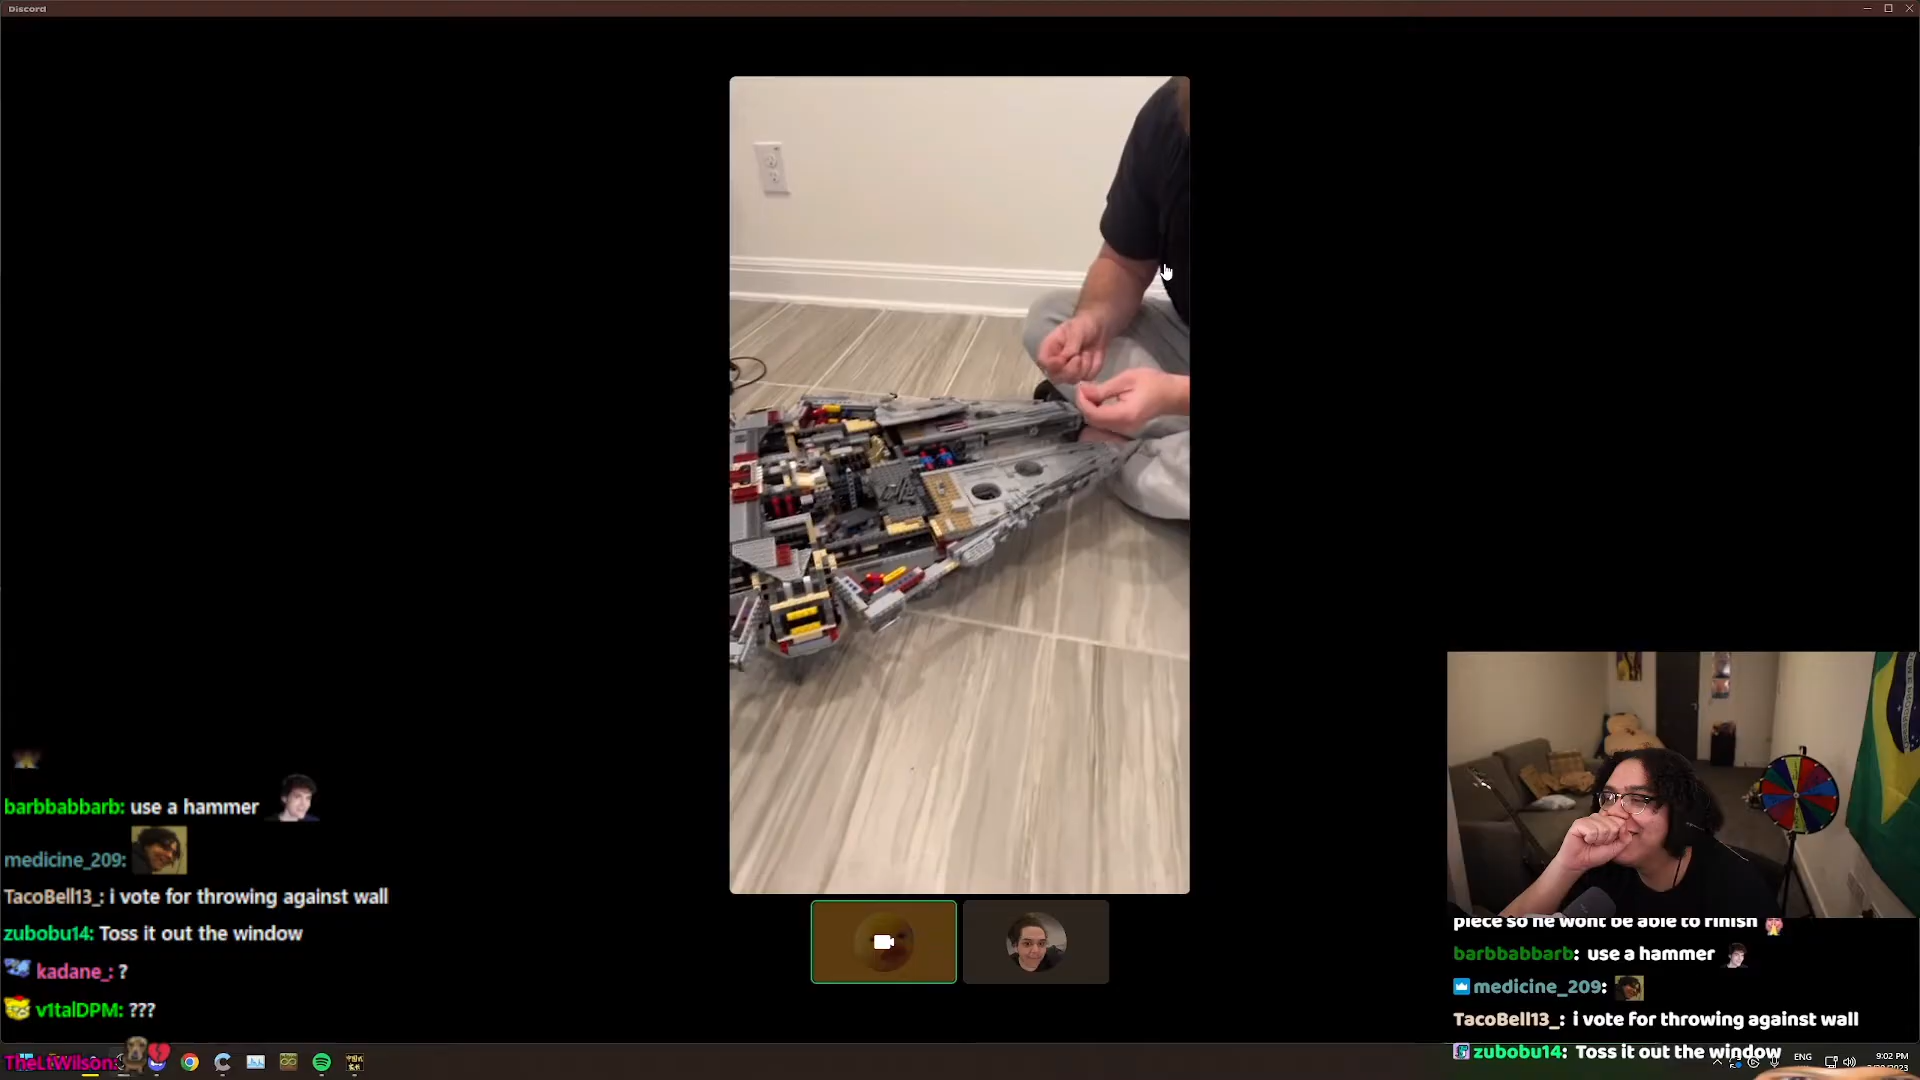 Discord
barbbabbarb: use a hammer
medicine_209:
TacoBell13_: i vote for throwing against wall
zubobu14: Toss it out the window
kadane_: ?
v1talDPM: ???
TheLtWilson:
piece so he wont be able to finish
barbbabbarb: use a hammer
medicine_209:
TacoBell13_: i vote for throwing against wall
zubobu14: Toss it out the window
ENG
9:02 PM